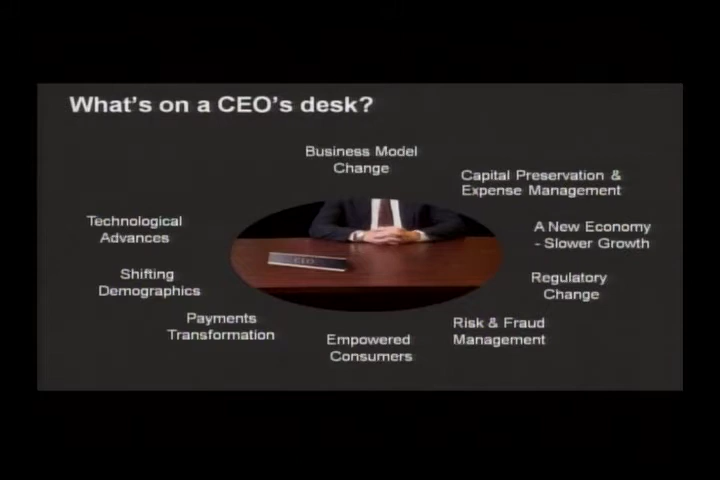 What's on a CEO's desk?
Business Model
Change
Capital Preservation &
Expense Management
A New Economy
- Slower Growth
Regulatory
Change
Risk & Fraud
Management
Empowered
Consumers
Payments
Transformation
Shifting
Demographics
Technological
Advances
CEO